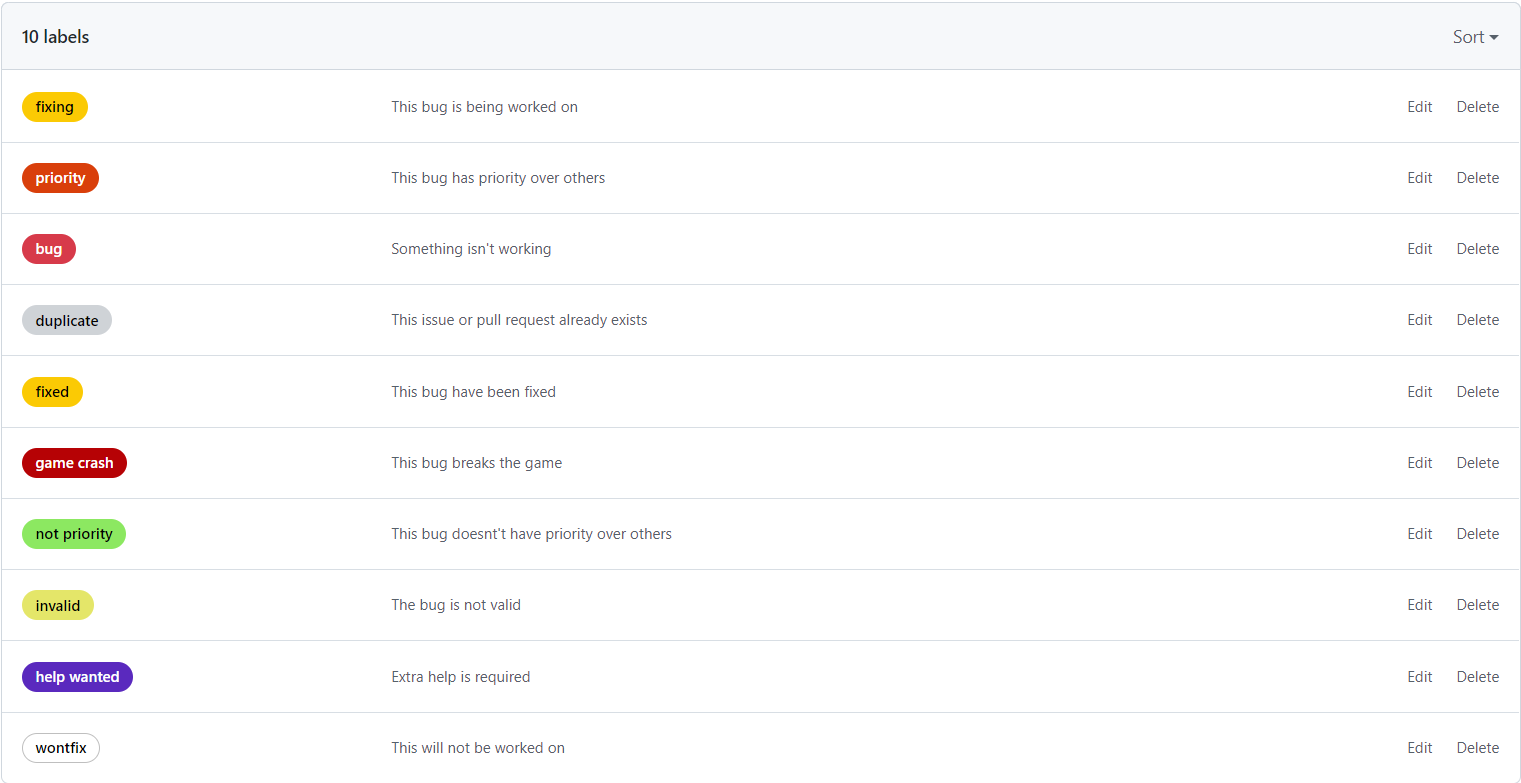 10 labels Sort
fixing This bug is being worked on Edit Delete
priority This bug has priority over others Edit Delete
bug Something isn't working Edit Delete
duplicate This issue or pull request already exists Edit Delete
fixed This bug have been fixed Edit Delete
game crash This bug breaks the game Edit Delete
not priority This bug doesnt't have priority over others Edit Delete
invalid The bug is not valid Edit Delete
help wanted Extra help is required Edit Delete
wontfix This will not be worked on Edit Delete